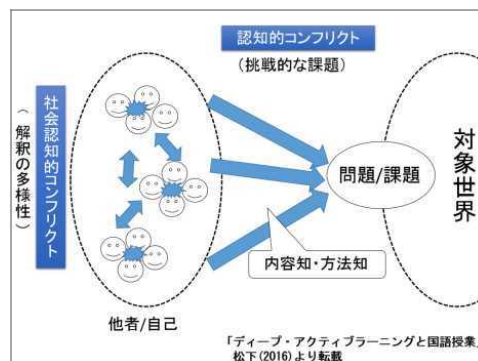 認知的コンフリクト
(挑戦的な課題)
社会認知的コンフリクト
(解釈の多様性)
対象世界
問題/課題
内容知・方法知
他者/自己
「ディープ・アクティブラーニングと国語授業」
松下(2016)より転載